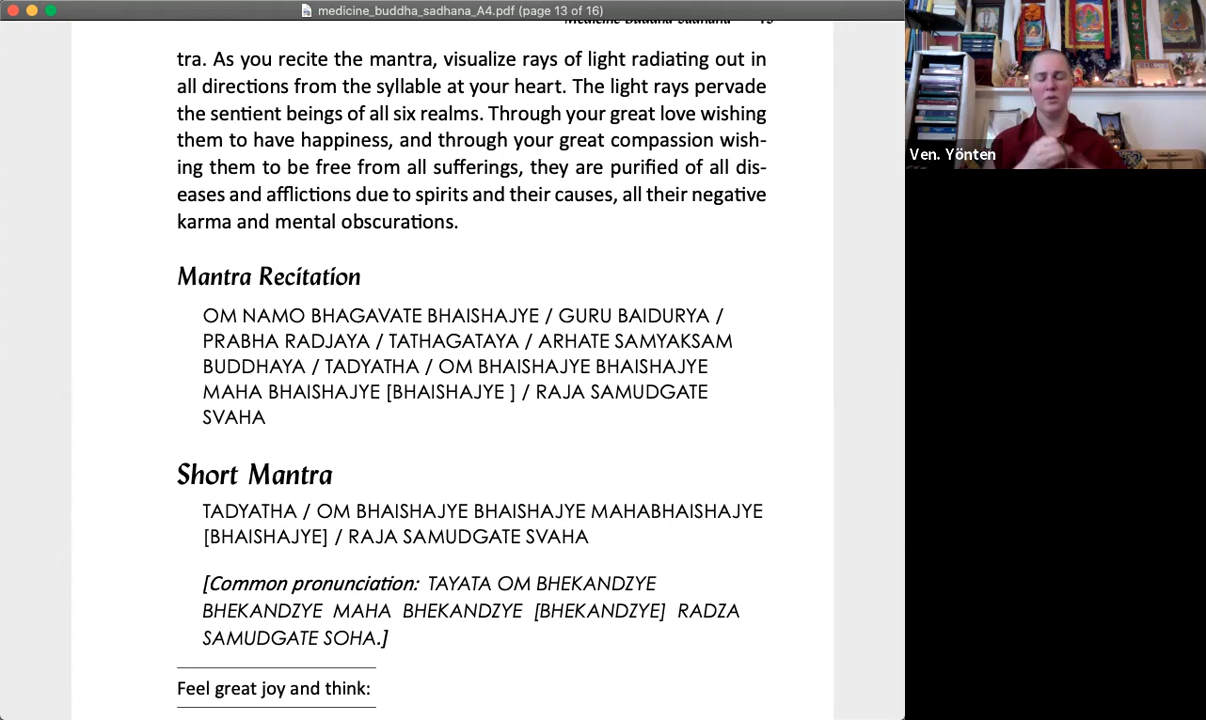 medicine_buddha_sadhana_A4.pdf (page 13 of 16)
Medicine Buddha Sadhana 13
tra. As you recite the mantra, visualize rays of light radiating out in
all directions from the syllable at your heart. The light rays pervade
the sentient beings of all six realms. Through your great love wishing
them to have happiness, and through your great compassion wish-
ing them to be free from all sufferings, they are purified of all dis-
eases and afflictions due to spirits and their causes, all their negative
karma and mental obscurations.
Mantra Recitation
OM NAMO BHAGAVATE BHAISHAJYE / GURU BAIDURYA /
PRABHA RADJAYA / TATHAGATAYA / ARHATE SAMYAKSAM
BUDDHAYA / TADYATHA / OM BHAISHAJYE BHAISHAJYE
MAHA BHAISHAJYE [BHAISHAJYE ] / RAJA SAMUDGATE
SVAHA
Short Mantra
TADYATHA / OM BHAISHAJYE BHAISHAJYE MAHABHAISHAJYE
[BHAISHAJYE] / RAJA SAMUDGATE SVAHA
[Common pronunciation: TAYATA OM BHEKANDZYE
BHEKANDZYE MAHA BHEKANDZYE [BHEKANDZYE] RADZA
SAMUDGATE SOHA.]
Feel great joy and think:
Ven. Yönten